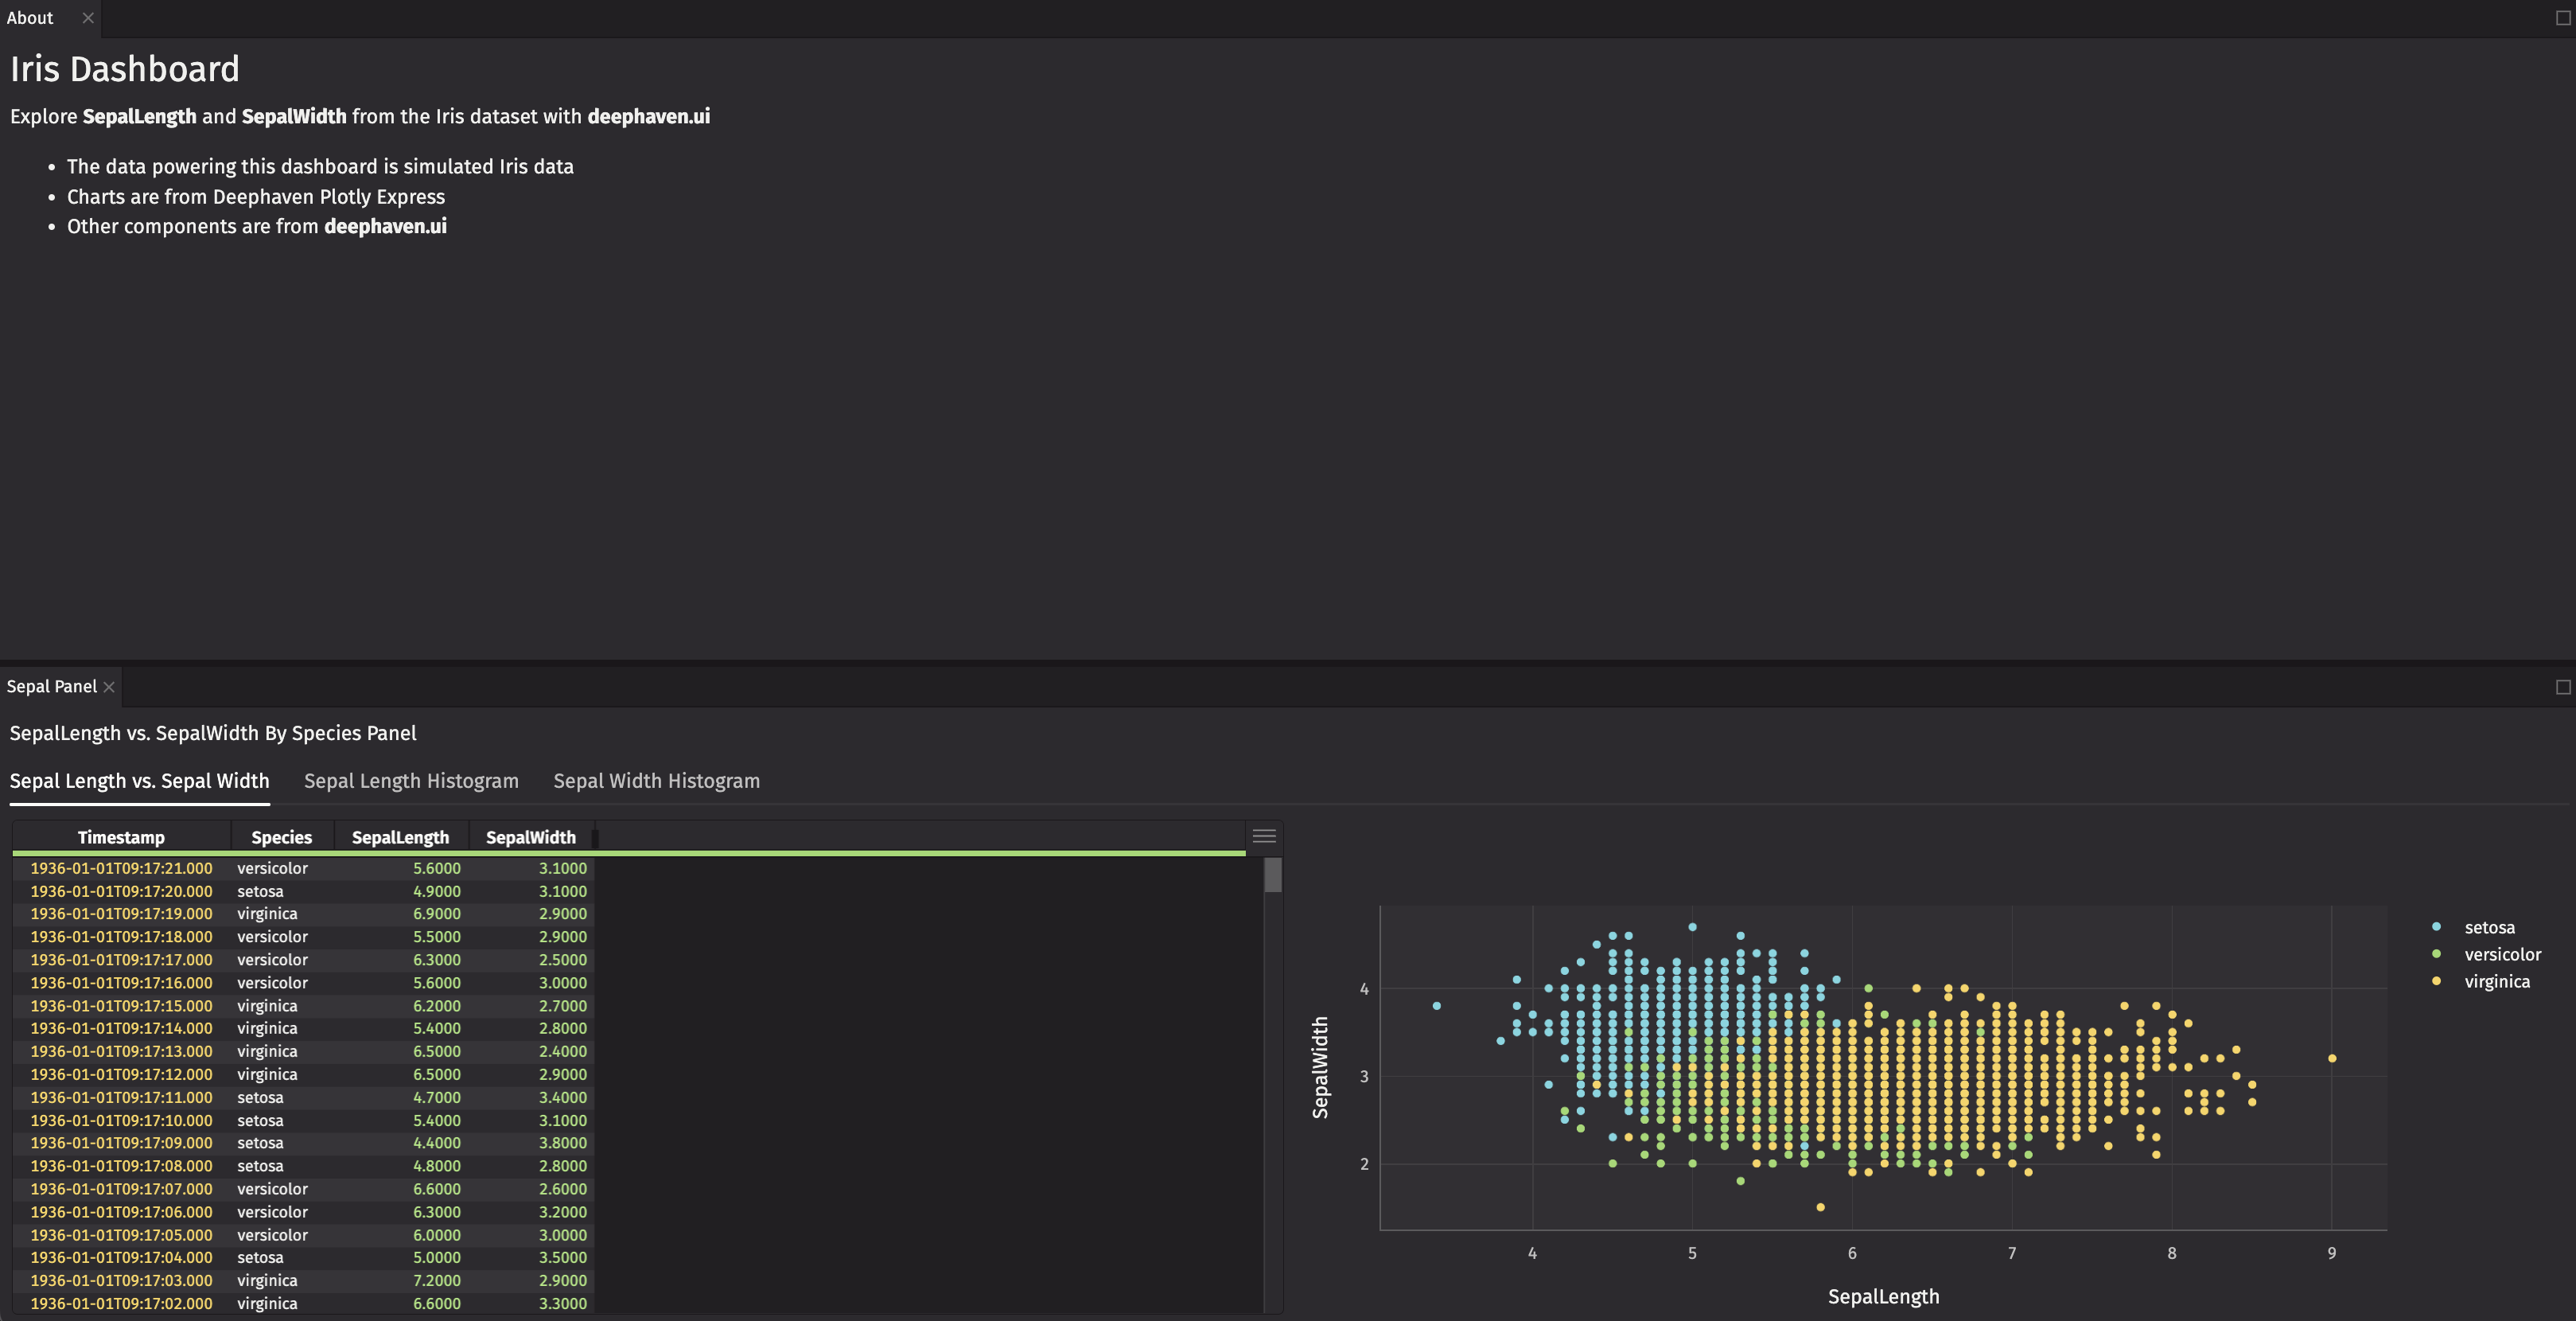 About
Iris Dashboard
Explore SepalLength and SepalWidth from the Iris dataset with deephaven.ui
• The data powering this dashboard is simulated Iris data
• Charts are from Deephaven Plotly Express
• Other components are from deephaven.ui
Sepal Panel
SepalLength vs. SepalWidth By Species Panel
Sepal Length vs. Sepal Width Sepal Length Histogram Sepal Width Histogram
Timestamp Species SepalLength SepalWidth
1936-01-01T09:17:21.000 versicolor 5.6000 3.1000
1936-01-01T09:17:20.000 setosa 4.9000 3.1000
1936-01-01T09:17:19.000 virginica 6.9000 2.9000
1936-01-01T09:17:18.000 versicolor 5.5000 2.9000
1936-01-01T09:17:17.000 versicolor 6.3000 2.5000
1936-01-01T09:17:16.000 versicolor 5.6000 3.0000
1936-01-01T09:17:15.000 virginica 6.2000 2.7000
1936-01-01T09:17:14.000 virginica 5.4000 2.8000
1936-01-01T09:17:13.000 virginica 6.5000 2.4000
1936-01-01T09:17:12.000 virginica 6.5000 2.9000
1936-01-01T09:17:11.000 setosa 4.7000 3.4000
1936-01-01T09:17:10.000 setosa 5.4000 3.1000
1936-01-01T09:17:09.000 setosa 4.4000 3.8000
1936-01-01T09:17:08.000 setosa 4.8000 2.8000
1936-01-01T09:17:07.000 versicolor 6.6000 2.6000
1936-01-01T09:17:06.000 versicolor 6.3000 3.2000
1936-01-01T09:17:05.000 versicolor 6.0000 3.0000
1936-01-01T09:17:04.000 setosa 5.0000 3.5000
1936-01-01T09:17:03.000 virginica 7.2000 2.9000
1936-01-01T09:17:02.000 virginica 6.6000 3.3000
SepalWidth
4
3
2
4 5 6 7 8 9
SepalLength
setosa
versicolor
virginica